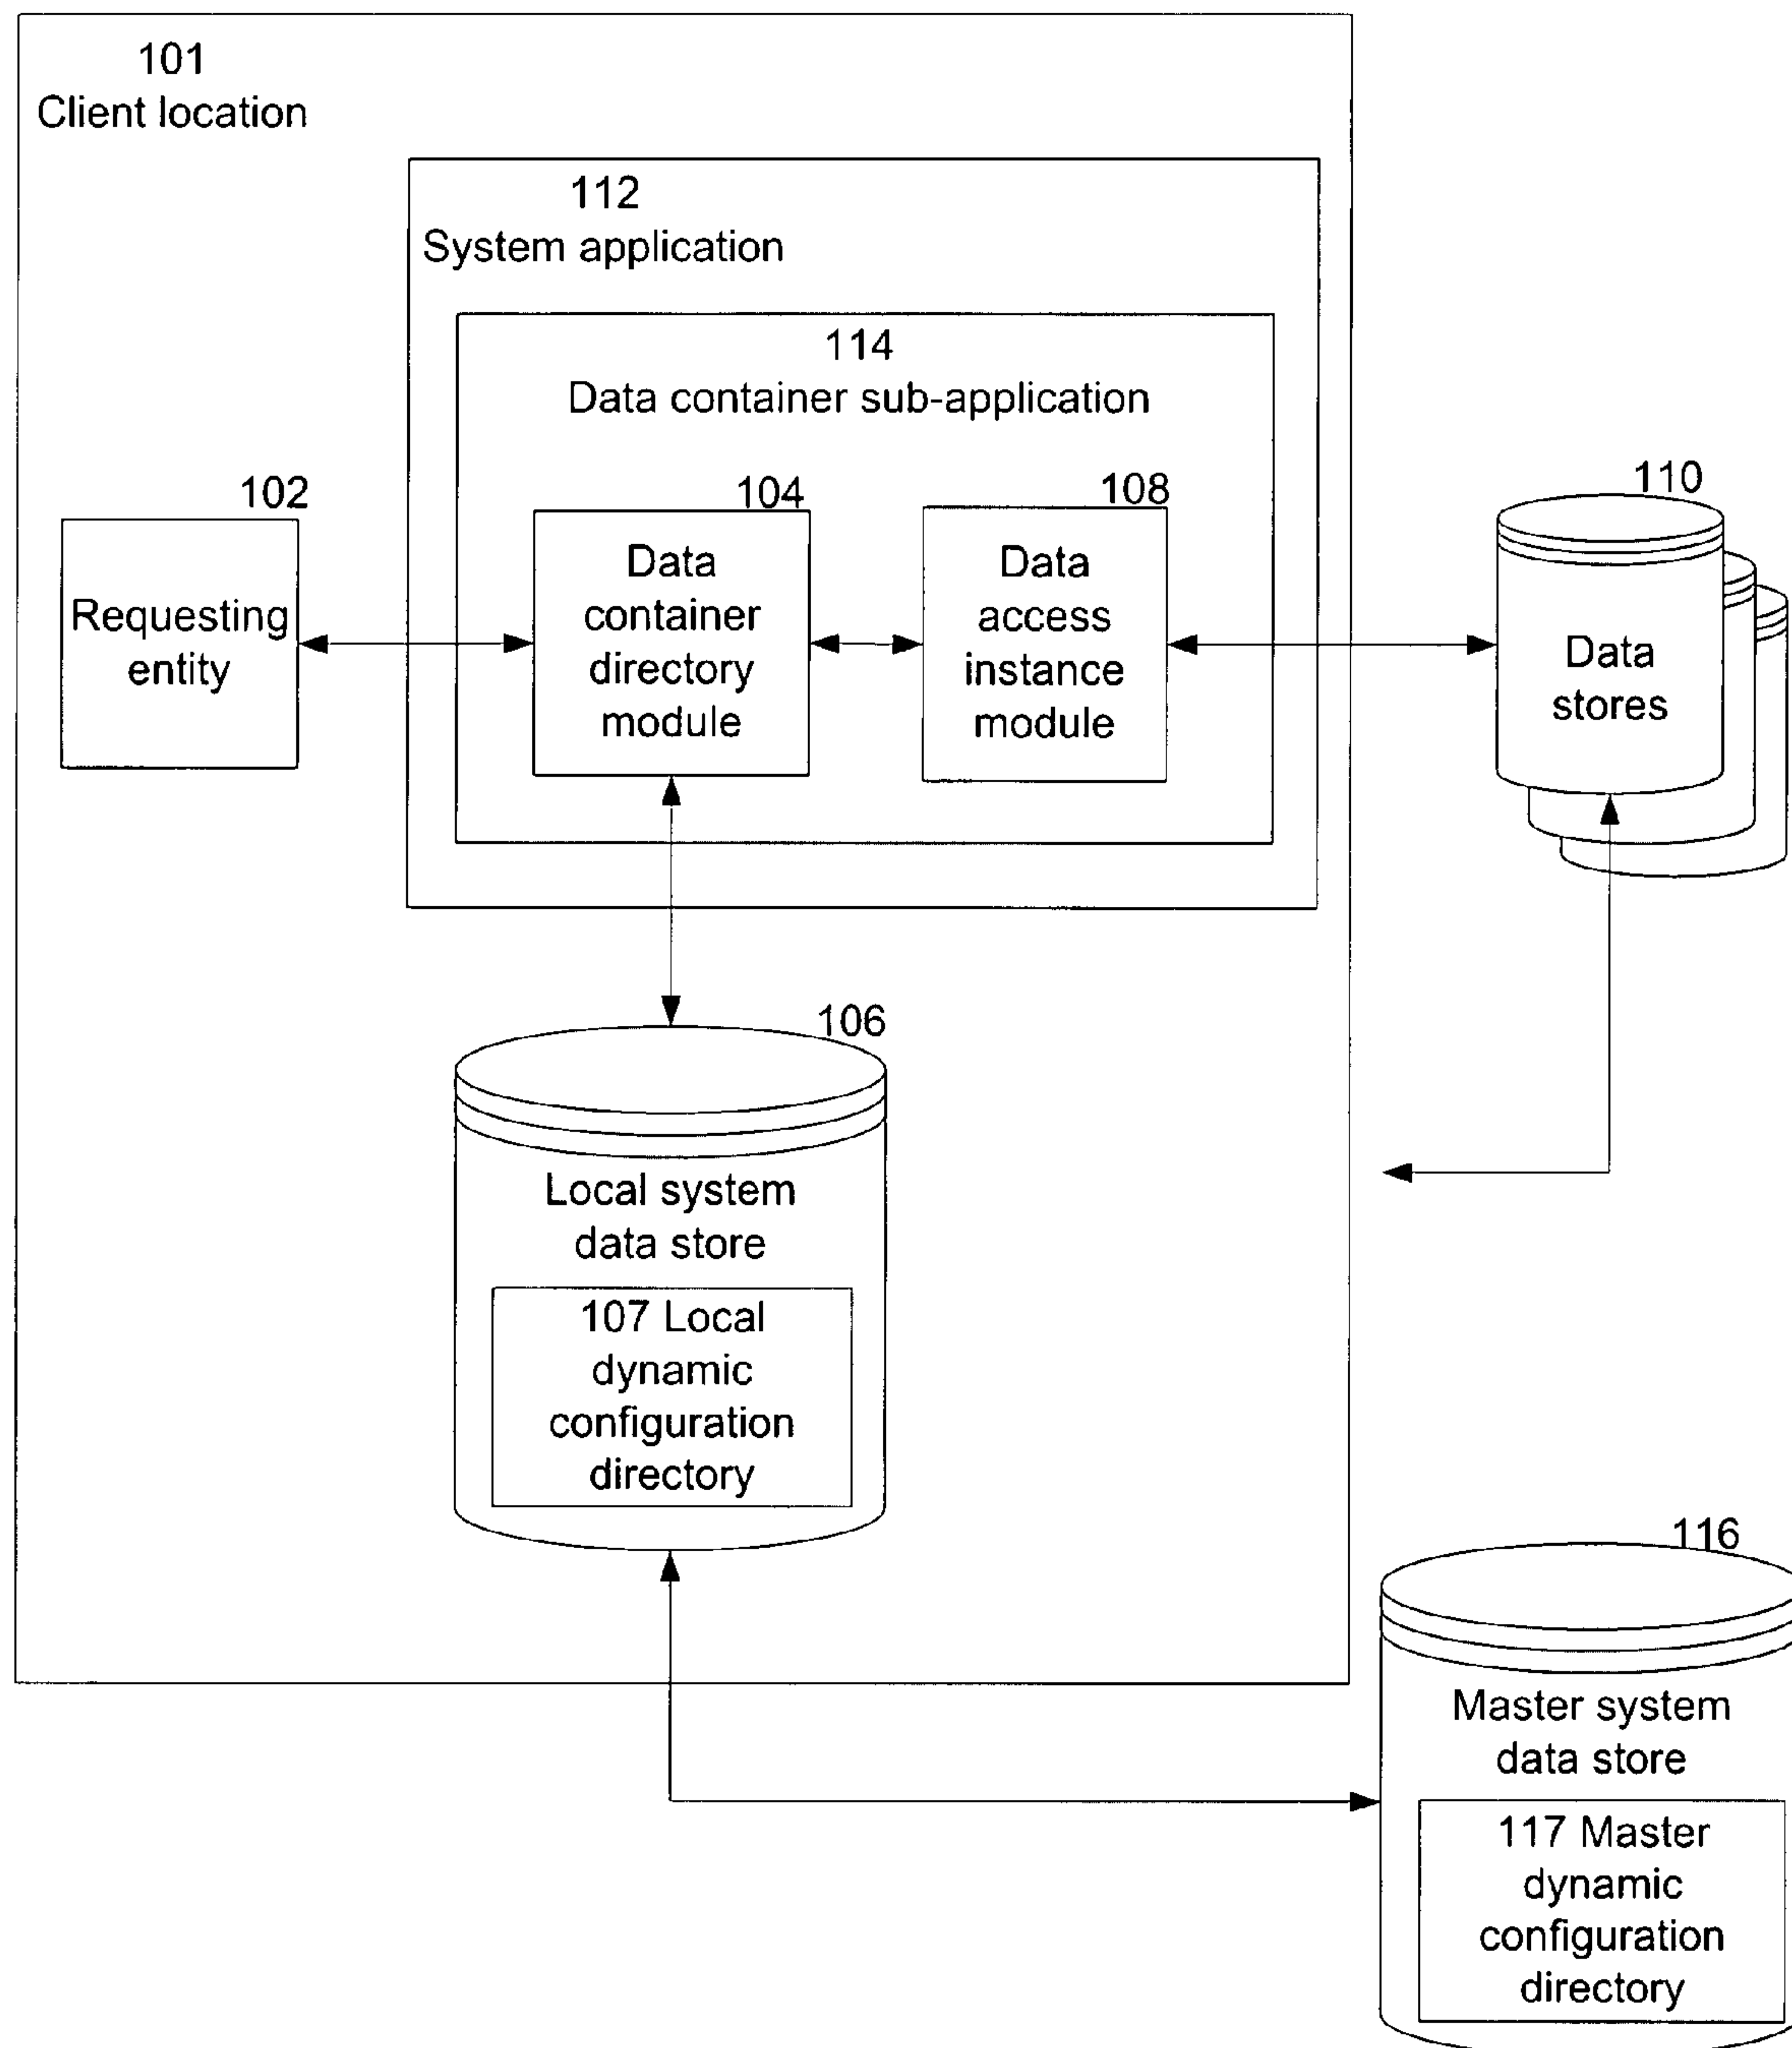 101
Client location
112
System application
114
Data container sub-application
102
Requesting
entity
104
Data
container
directory
module
108
Data
access
instance
module
110
Data
stores
106
Local system
data store
107 Local
dynamic
configuration
directory
116
Master system
data store
117 Master
dynamic
configuration
directory